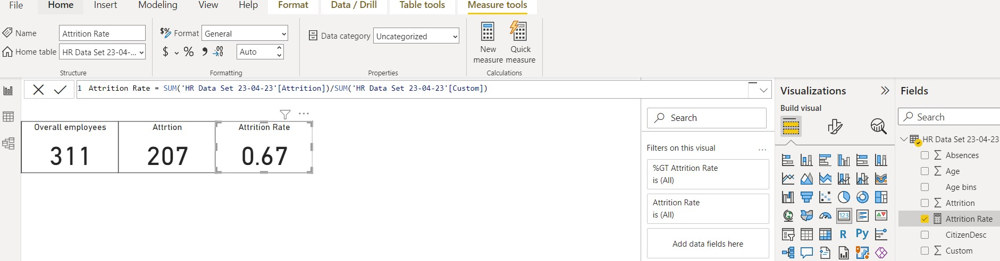 File Home Insert Modeling View Help Format Data / Drill Table tools Measure tools
Name Attrition Rate
Home table HR Data Set 23-04-...
Structure
$% Format General
$ % , .00 →.0 Auto
Formatting
Data category Uncategorized
Properties
New measure
Quick measure
Calculations
1 Attrition Rate = SUM('HR Data Set 23-04-23'[Attrition])/SUM('HR Data Set 23-04-23'[Custom])
Overall employees
311
Attrtion
207
Attrition Rate
0.67
Search
Filters on this visual ...
%GT Attrition Rate
is (All)
Attrition Rate
is (All)
Add data fields here
Visualizations
Build visual
123
R Py
Fields
Search
HR Data Set 23-04-23
Absences
Age
Age bins
Attrition
Attrition Rate
CitizenDesc
Custom